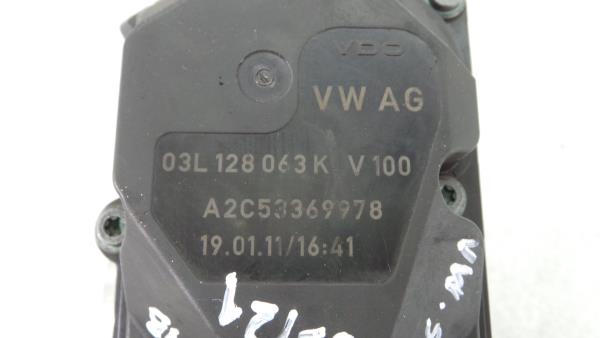 VDO
VW AG
03L 128 063 K V 100
A2C53369978
19.01.11/16:41